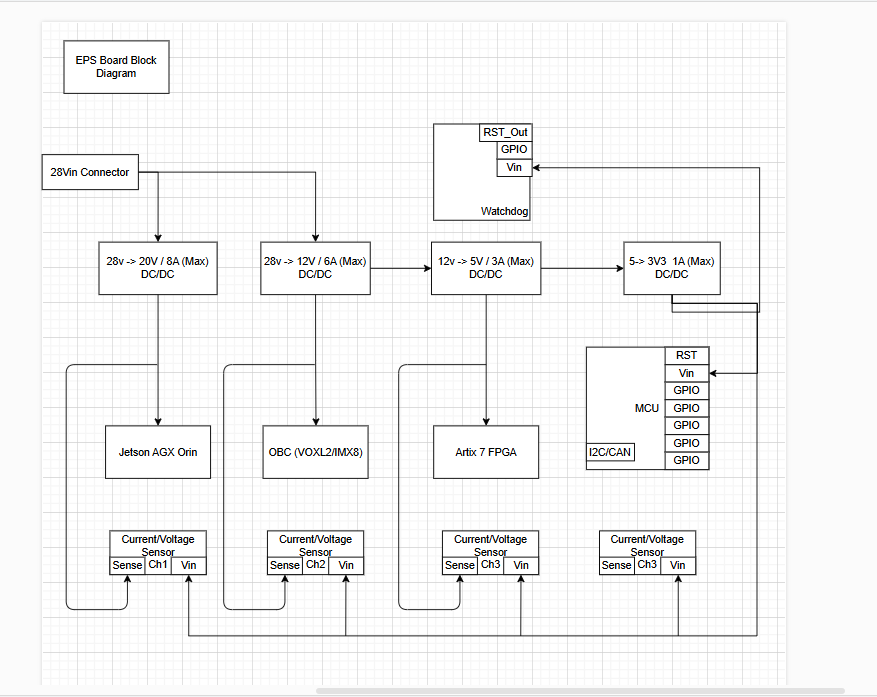 EPS Board Block
Diagram
RST_Out
GPIO
Vin
Watchdog
28Vin Connector
28v -> 20V / 8A (Max)
DC/DC
28v -> 12V / 6A (Max)
DC/DC
12v -> 5V / 3A (Max)
DC/DC
5-> 3V3  1A (Max)
DC/DC
RST
Vin
GPIO
MCU
GPIO
GPIO
GPIO
GPIO
I2C/CAN
Jetson AGX Orin
OBC (VOXL2/IMX8)
Artix 7 FPGA
Current/Voltage
Sensor
Sense
Ch1
Vin
Current/Voltage
Sensor
Sense
Ch2
Vin
Current/Voltage
Sensor
Sense
Ch3
Vin
Current/Voltage
Sensor
Sense
Ch3
Vin